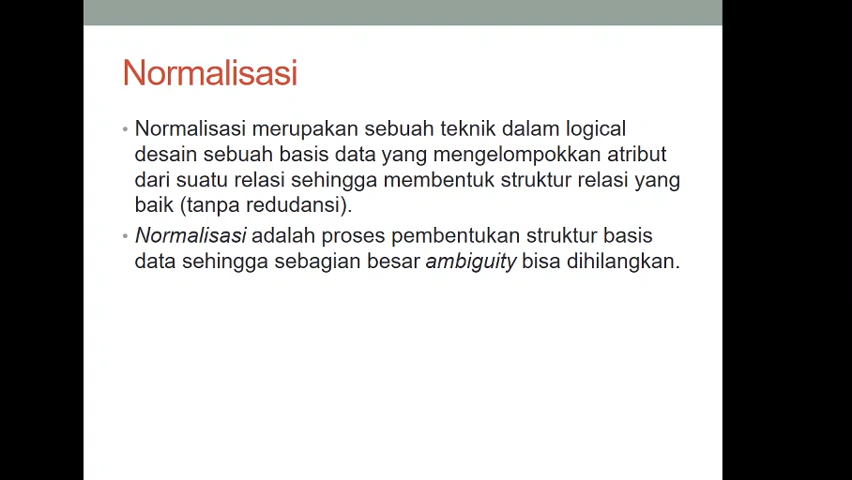 Normalisasi
• Normalisasi merupakan sebuah teknik dalam logical
desain sebuah basis data yang mengelompokkan atribut
dari suatu relasi sehingga membentuk struktur relasi yang
baik (tanpa redudansi).
• Normalisasi adalah proses pembentukan struktur basis
data sehingga sebagian besar ambiguity bisa dihilangkan.